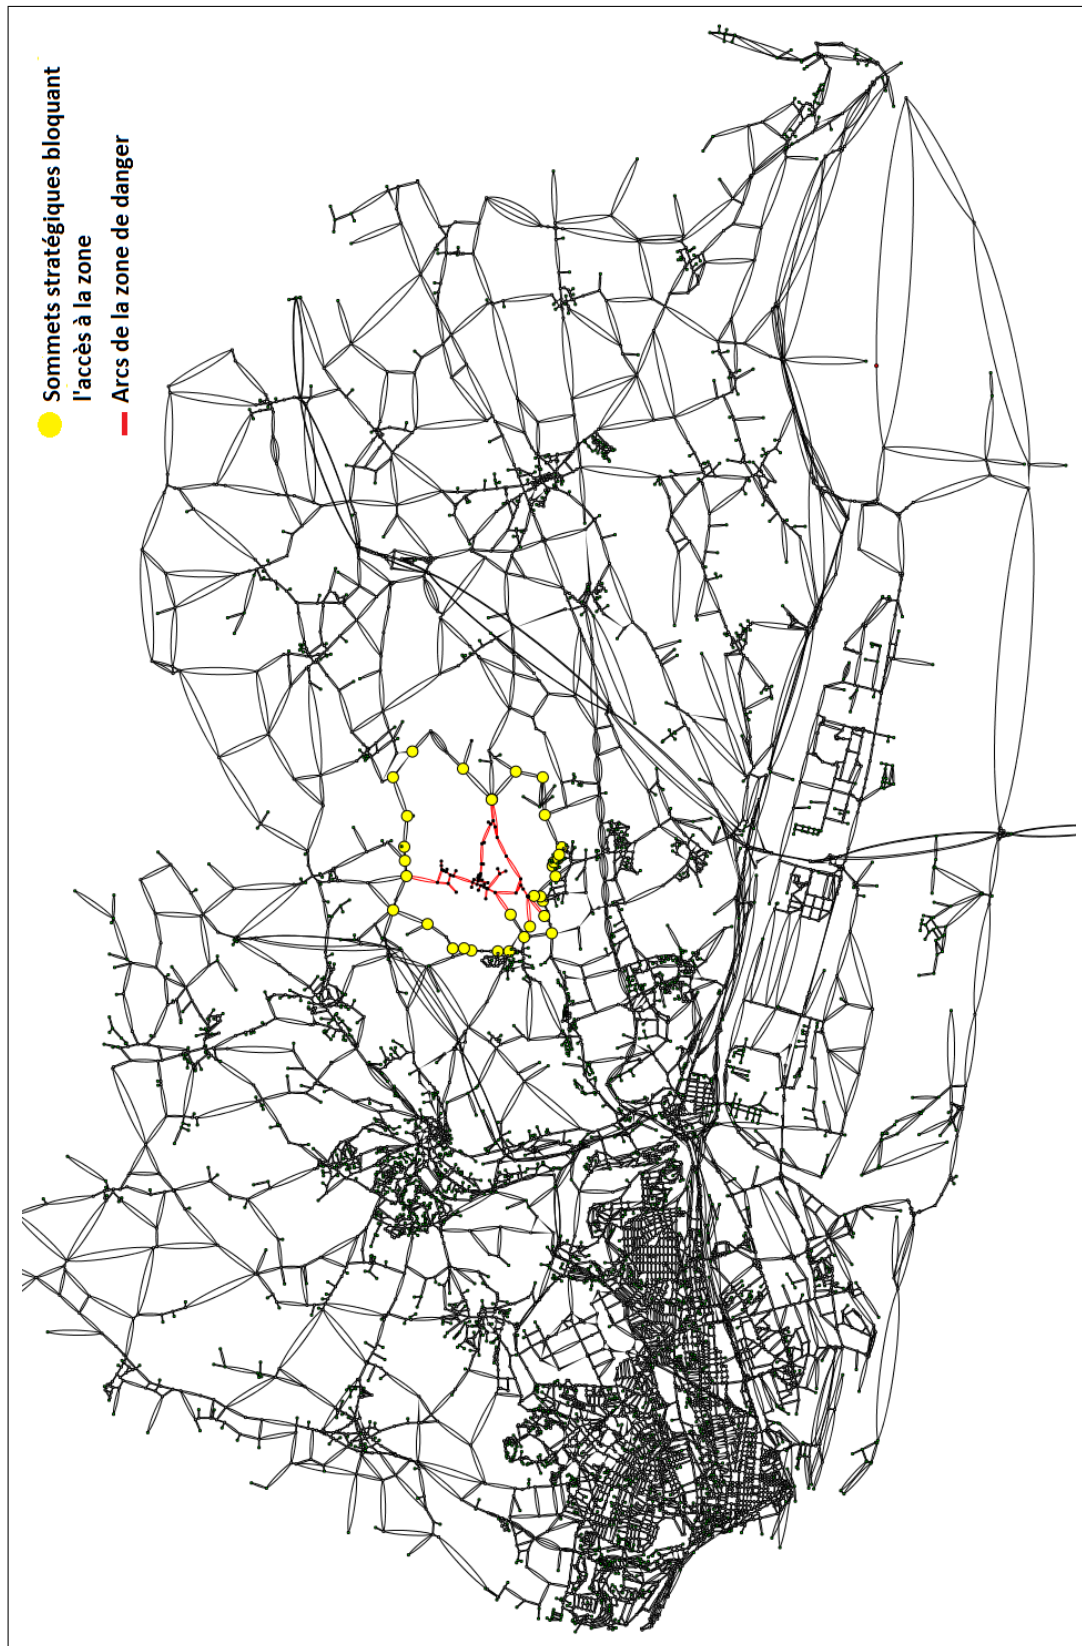 Sommets stratégiques bloquant
l'accès à la zone
Arcs de la zone de danger